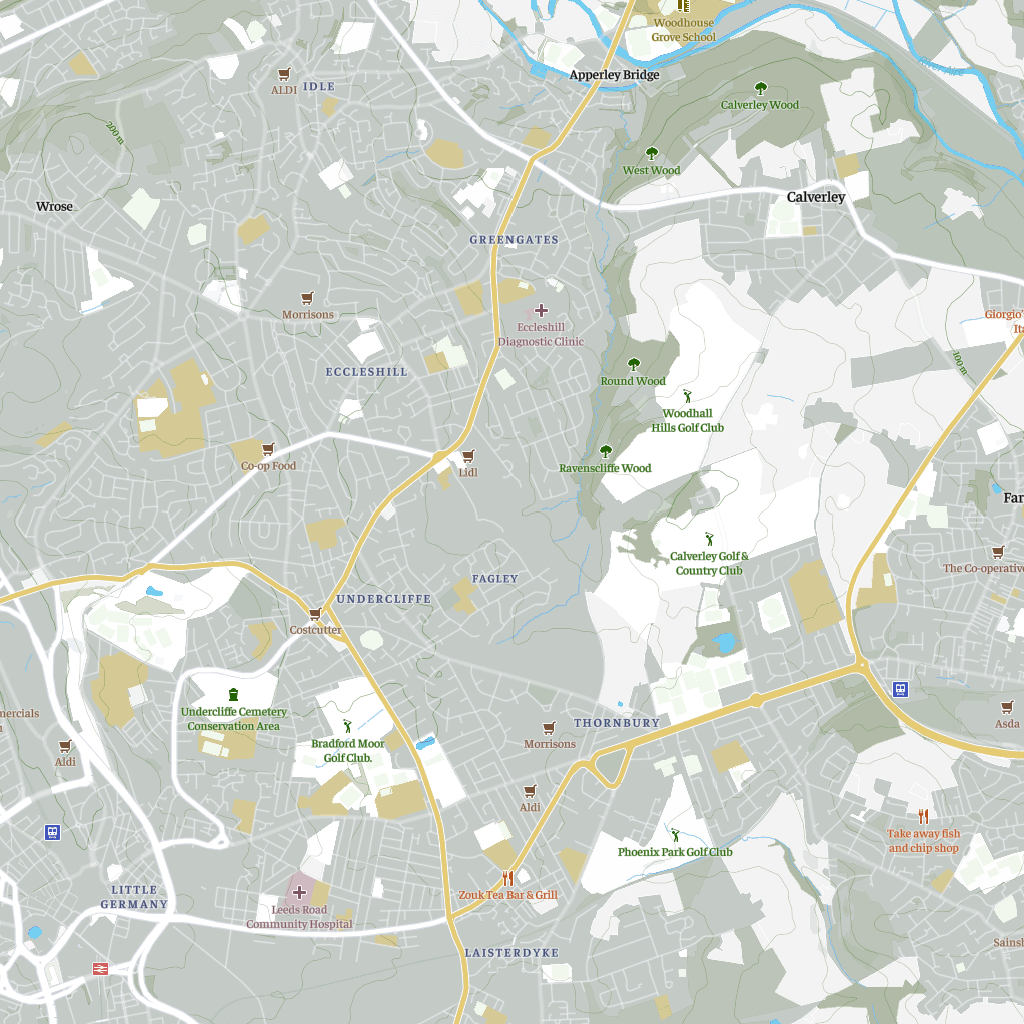 Woodhouse
Grove School
Apperley Bridge
River Aire
ALDI
IDLE
Calverley Wood
200 m
West Wood
Wrose
Calverley
GREENGATES
Morrisons
Eccleshill
Diagnostic Clinic
Giorgio's
Ita
100 m
ECCLESHILL
Round Wood
Woodhall
Hills Golf Club
Co-op Food
Lidl
Ravenscliffe Wood
Far
Calverley Golf &
Country Club
The Co-operative
FAGLEY
UNDERCLIFFE
Costcutter
Undercliffe Cemetery
Conservation Area
mercials
Asda
THORNBURY
Bradford Moor
Golf Club.
Morrisons
Aldi
Aldi
Take away fish
and chip shop
Phoenix Park Golf Club
LITTLE
GERMANY
Zouk Tea Bar & Grill
Leeds Road
Community Hospital
LAISTERDYKE
Sainsb